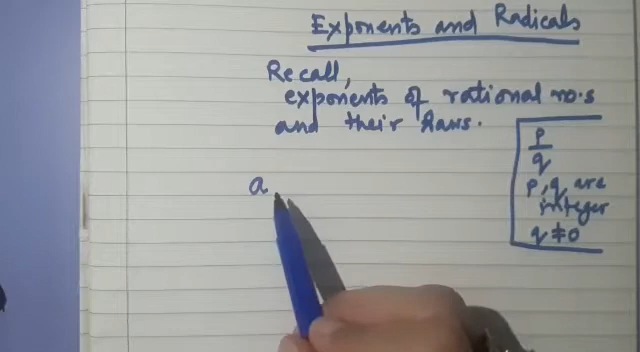 Exponents and Radicals
Recall,
exponents of rational no.s
and their laws.
p
q
p, q are
integer
q ≠ 0
a